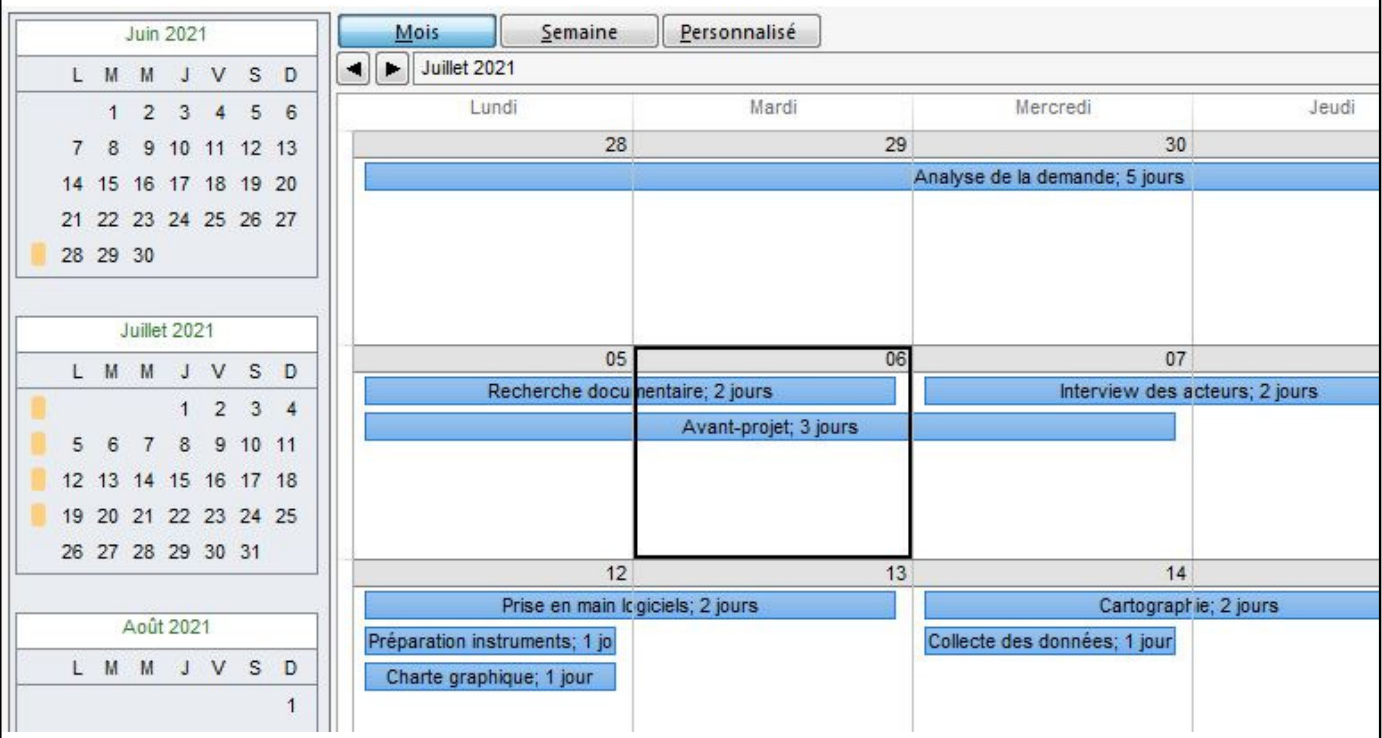 Juin 2021
L M M J V S D
1 2 3 4 5 6
7 8 9 10 11 12 13
14 15 16 17 18 19 20
21 22 23 24 25 26 27
28 29 30
Juillet 2021
L M M J V S D
1 2 3 4
5 6 7 8 9 10 11
12 13 14 15 16 17 18
19 20 21 22 23 24 25
26 27 28 29 30 31
Août 2021
L M M J V S D
1
Mois Semaine Personnalisé
Juillet 2021
Lundi Mardi Mercredi Jeudi
28 29 30
Analyse de la demande; 5 jours
05 06 07
Recherche documentaire; 2 jours Interview des acteurs; 2 jours
Avant-projet; 3 jours
12 13 14
Prise en main logiciels; 2 jours Cartographie; 2 jours
Préparation instruments; 1 jo Collecte des données; 1 jour
Charte graphique; 1 jour